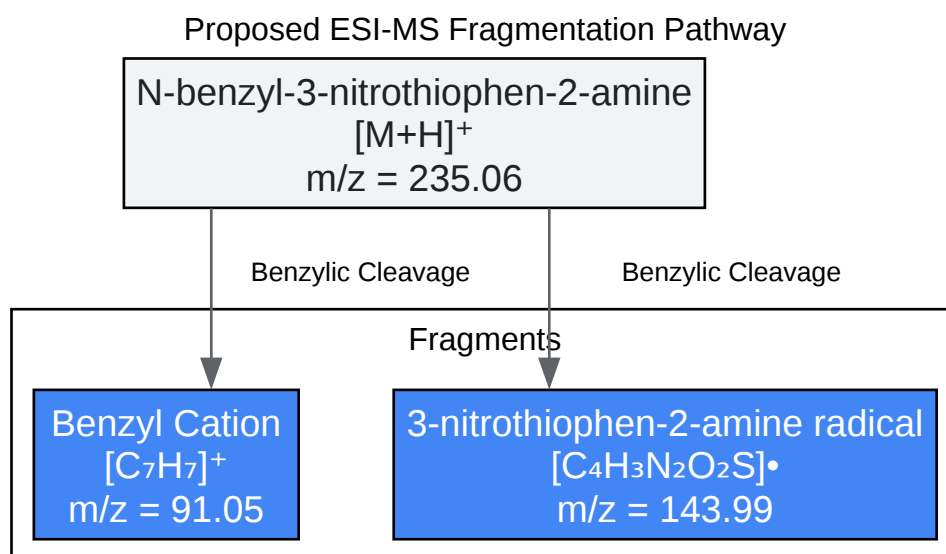 Proposed ESI-MS Fragmentation Pathway
N-benzyl-3-nitrothiophen-2-amine
[M+H]⁺
m/z = 235.06
Benzylic Cleavage
Benzylic Cleavage
Fragments
Benzyl Cation
[C₇H₇]⁺
m/z = 91.05
3-nitrothiophen-2-amine radical
[C₄H₃N₂O₂S]•
m/z = 143.99